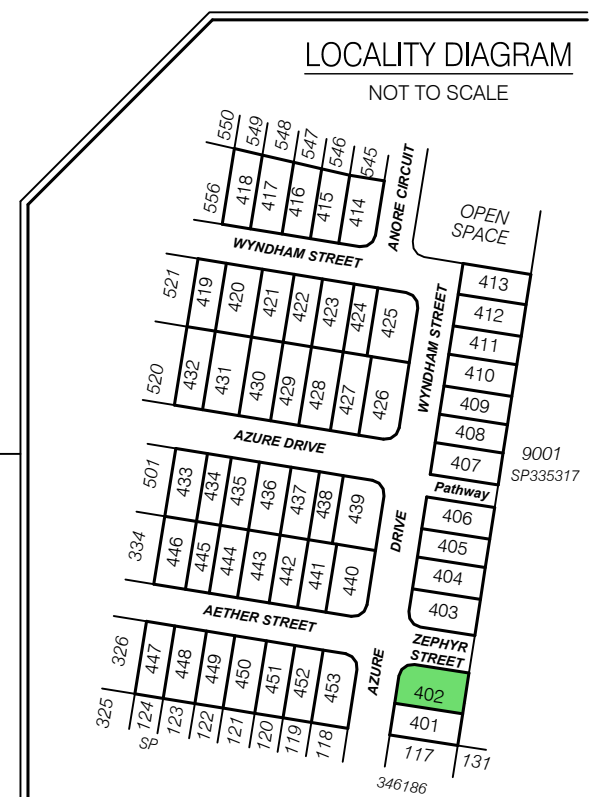 LOCALITY DIAGRAM
NOT TO SCALE
550 549 548 547 546 545
556 418 417 416 415 414
ANORE CIRCUIT
OPEN
SPACE
WYNDHAM STREET
521 419 420 421 422 423 424 425
WYNDHAM STREET
413
412
411
410
409
408
407
520 432 431 430 429 428 427 426
AZURE DRIVE
9001
SP335317
Pathway
501 433 434 435 436 437 438 439
DRIVE
406
405
404
403
334 446 445 444 443 442 441 440
AETHER STREET
ZEPHYR
STREET
326 447 448 449 450 451 452 453
AZURE
402
401
325 124 123 122 121 120 119 118
SP
117 131
346186